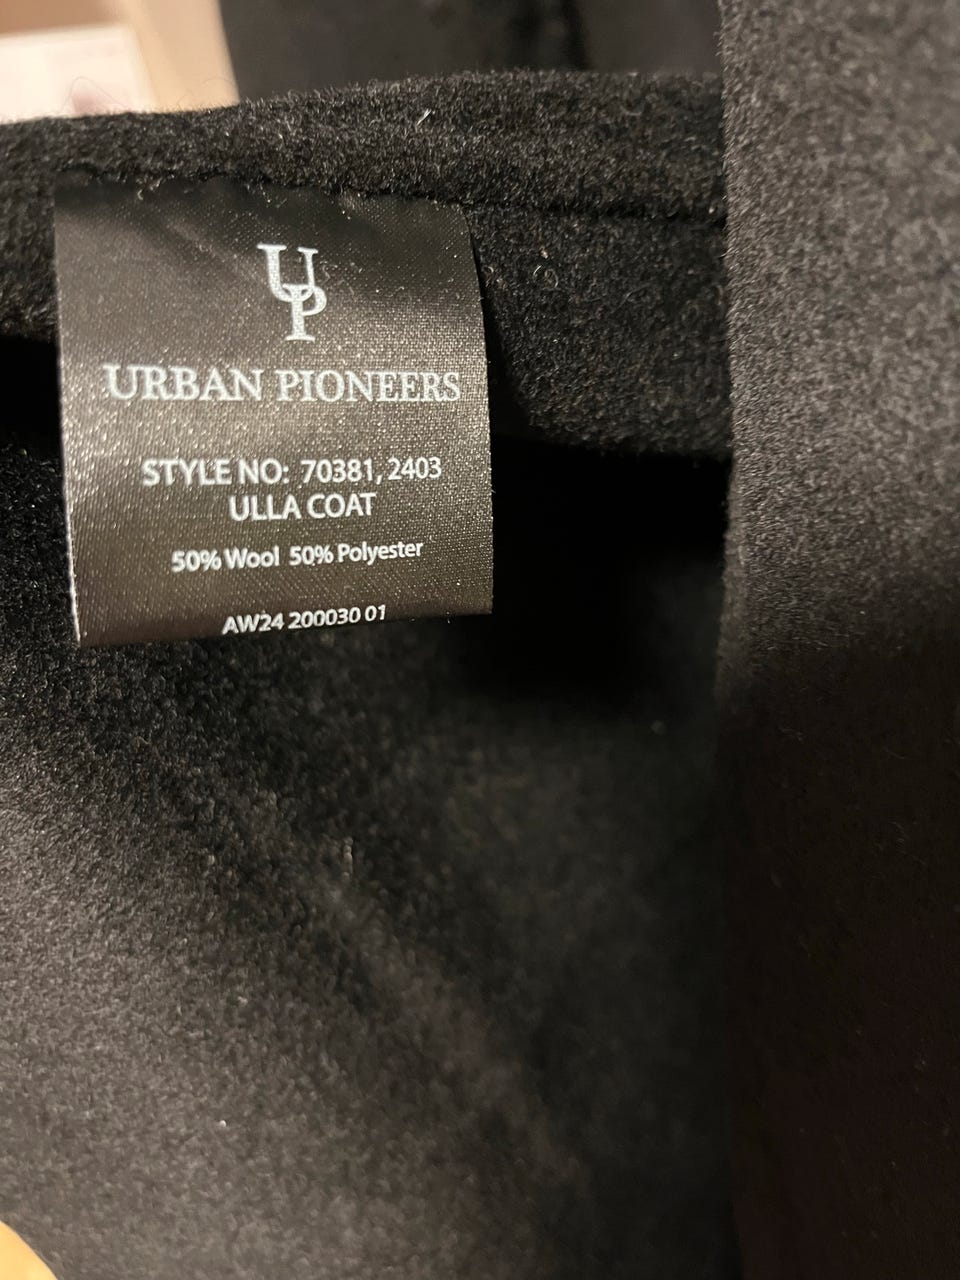 UP
URBAN PIONEERS
STYLE NO: 70381, 2403
ULLA COAT
50% Wool 50% Polyester
AW24 200030 01